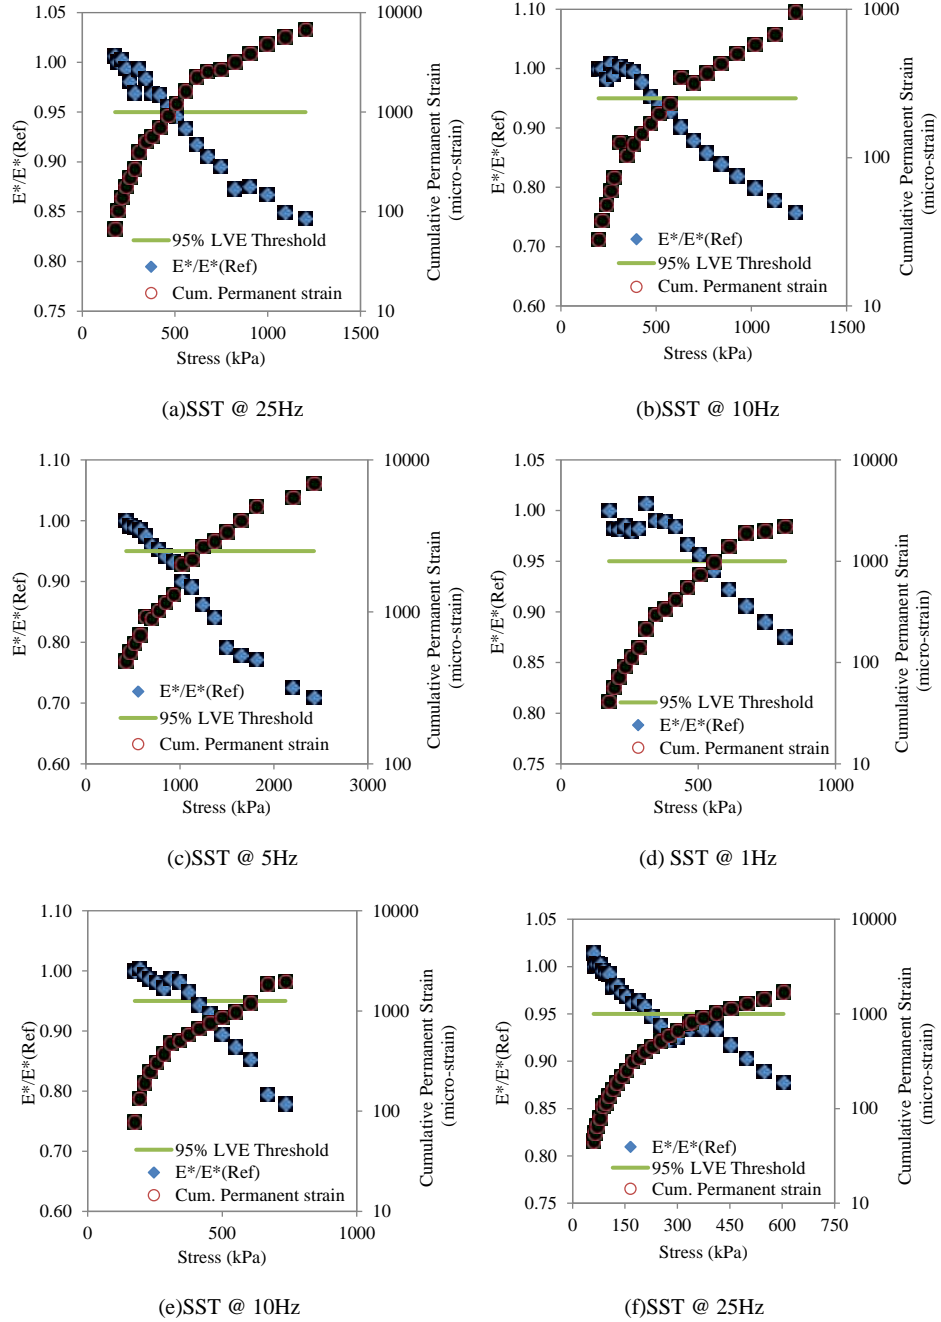 1.05
1.00
0.95
0.90
0.85
0.80
0.75
E*/E*(Ref)
10000
1000
100
10
Cumulative Permanent Strain
(micro-strain)
95% LVE Threshold
E*/E*(Ref)
Cum. Permanent strain
0
500
1000
1500
Stress (kPa)
(a)SST @ 25Hz
1.10
1.00
0.90
0.80
0.70
0.60
E*/E*(Ref)
1000
100
10
Cumulative Permanent Strain
(micro-strain)
E*/E*(Ref)
95% LVE Threshold
Cum. Permanent strain
0
500
1000
1500
Stress (kPa)
(b)SST @ 10Hz
1.10
1.00
0.90
0.80
0.70
0.60
E*/E*(Ref)
10000
1000
100
Cumulative Permanent Strain
(micro-strain)
E*/E*(Ref)
95% LVE Threshold
Cum. Permanent strain
0
1000
2000
3000
Stress (kPa)
(c)SST @ 5Hz
1.05
1.00
0.95
0.90
0.85
0.80
0.75
E*/E*(Ref)
10000
1000
100
10
Cumulative Permanent Strain
(micro-strain)
95% LVE Threshold
E*/E*(Ref)
Cum. Permanent strain
0
500
1000
Stress (kPa)
(d) SST @ 1Hz
1.10
1.00
0.90
0.80
0.70
0.60
E*/E*(Ref)
10000
1000
100
10
Cumulative Permanent Strain
(micro-strain)
95% LVE Threshold
E*/E*(Ref)
Cum. Permanent strain
0
500
1000
Stress (kPa)
(e)SST @ 10Hz
1.05
1.00
0.95
0.90
0.85
0.80
0.75
E*/E*(Ref)
10000
1000
100
10
Cumulative Permanent Strain
(micro-strain)
E*/E*(Ref)
95% LVE Threshold
Cum. Permanent strain
0
150
300
450
600
750
Stress (kPa)
(f)SST @ 25Hz